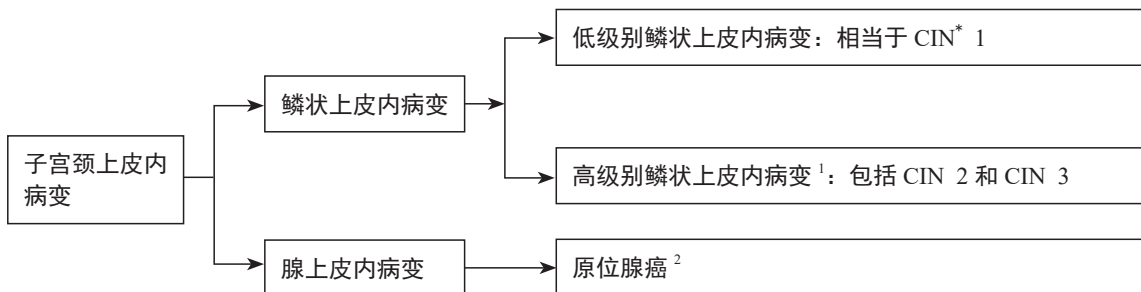 子宫颈上皮内
病变
鳞状上皮内病变
低级别鳞状上皮内病变：相当于 CIN* 1
高级别鳞状上皮内病变 1：包括 CIN 2 和 CIN 3
腺上皮内病变
原位腺癌 2